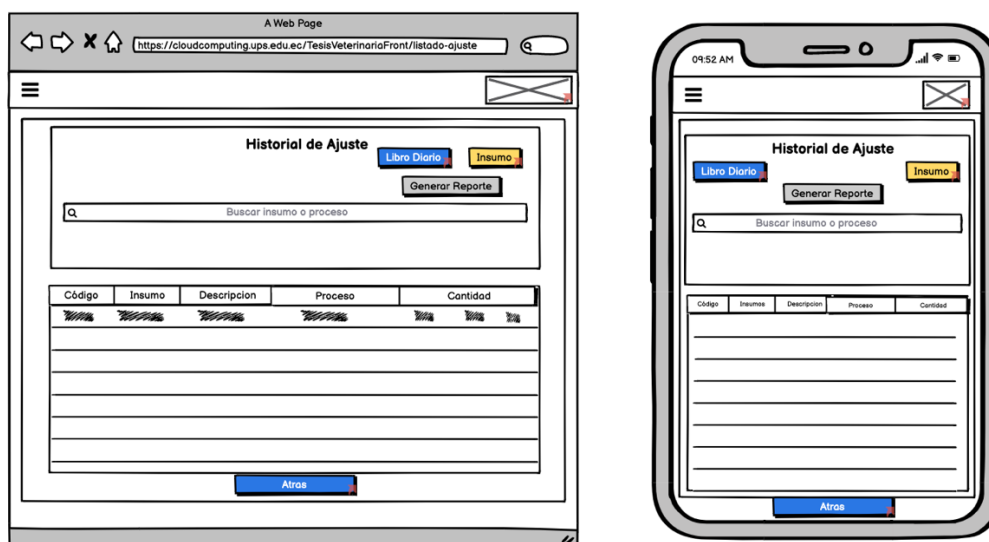 A Web Page
https://cloudcomputing.ups.edu.ec/TesisVeterinariaFront/listado-ajuste
Historial de Ajuste
Libro Diario
Insumo
Generar Reporte
Buscar insumo o proceso
Código Insumo Descripcion Proceso Cantidad
Atras
09:52 AM
Historial de Ajuste
Libro Diario
Insumo
Generar Reporte
Buscar insumo o proceso
Código Insumos Descripcion Proceso Cantidad
Atras